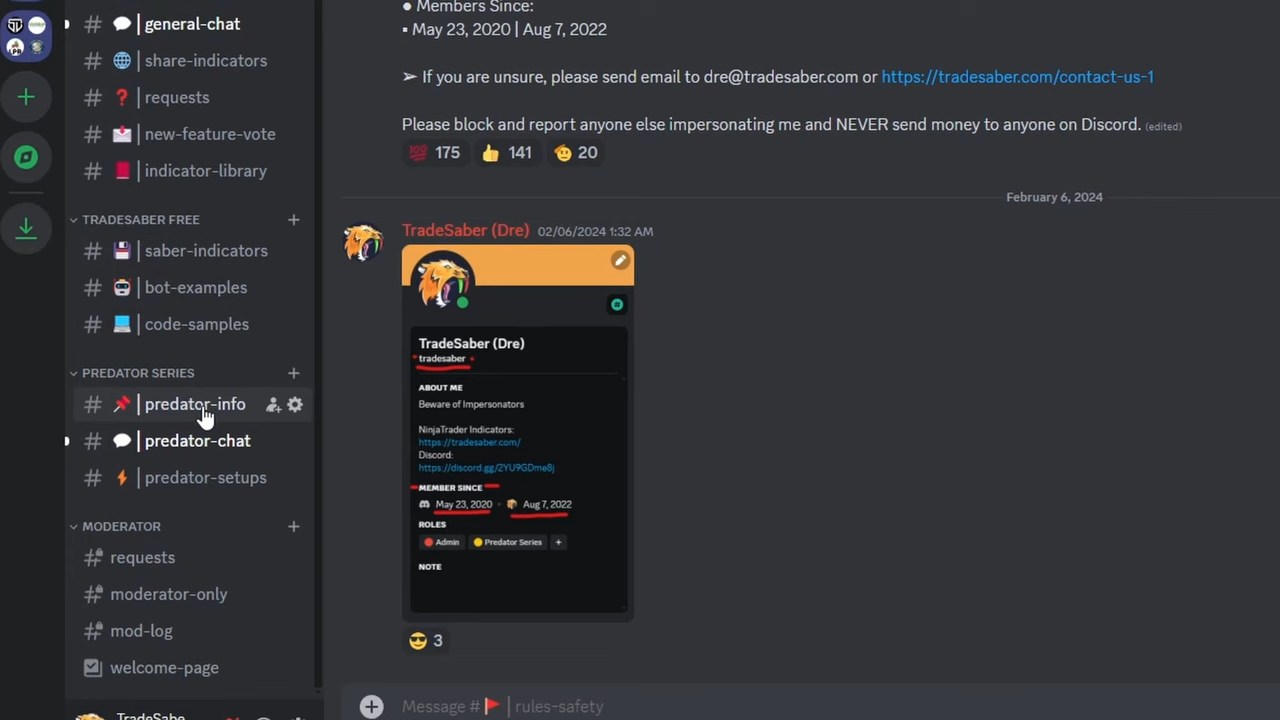 general-chat
share-indicators
requests
new-feature-vote
indicator-library
TRADESABER FREE
saber-indicators
bot-examples
code-samples
PREDATOR SERIES
predator-info
predator-chat
predator-setups
MODERATOR
requests
moderator-only
mod-log
welcome-page
TradeSabe
● Members Since:
▪ May 23, 2020 | Aug 7, 2022
➢ If you are unsure, please send email to dre@tradesaber.com or https://tradesaber.com/contact-us-1
Please block and report anyone else impersonating me and NEVER send money to anyone on Discord. (edited)
💯 175 👍 141 🫡 20
February 6, 2024
TradeSaber (Dre) 02/06/2024 1:32 AM
TradeSaber (Dre)
tradesaber
ABOUT ME
Beware of Impersonators
NinjaTrader Indicators:
https://tradesaber.com/
Discord:
https://discord.gg/2YU9GDme8j
MEMBER SINCE
May 23, 2020 • Aug 7, 2022
ROLES
Admin Predator Series +
NOTE
😎 3
Message # 🚩 | rules-safety